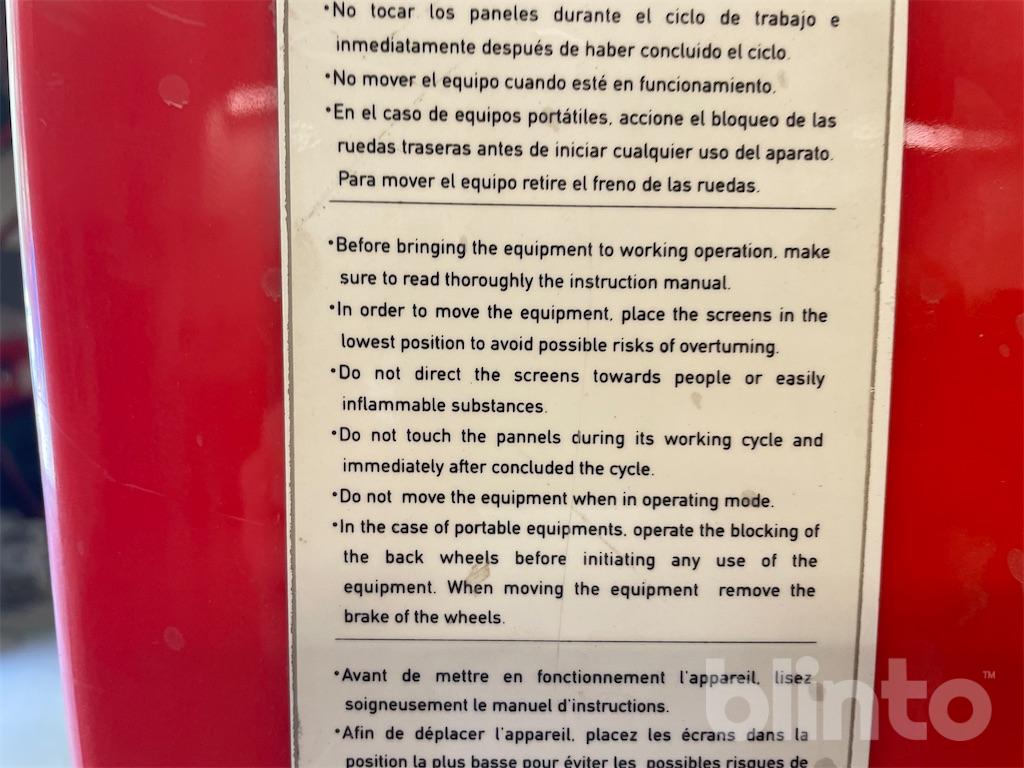 •No tocar los paneles durante el ciclo de trabajo e
inmediatamente después de haber concluido el ciclo.
•No mover el equipo cuando esté en funcionamiento.
•En el caso de equipos portátiles, accione el bloqueo de las
ruedas traseras antes de iniciar cualquier uso del aparato.
Para mover el equipo retire el freno de las ruedas.
•Before bringing the equipment to working operation, make
sure to read thoroughly the instruction manual.
•In order to move the equipment, place the screens in the
lowest position to avoid possible risks of overturning.
•Do not direct the screens towards people or easily
inflammable substances.
•Do not touch the pannels during its working cycle and
immediately after concluded the cycle.
•Do not move the equipment when in operating mode.
•In the case of portable equipments, operate the blocking of
the back wheels before initiating any use of the
equipment. When moving the equipment remove the
brake of the wheels.
•Avant de mettre en fonctionnement l'appareil, lisez
soigneusement le manuel d'instructions.
•Afin de déplacer l'appareil, placez les écrans dans la
position la plus basse pour éviter les possibles risques de
blinto™